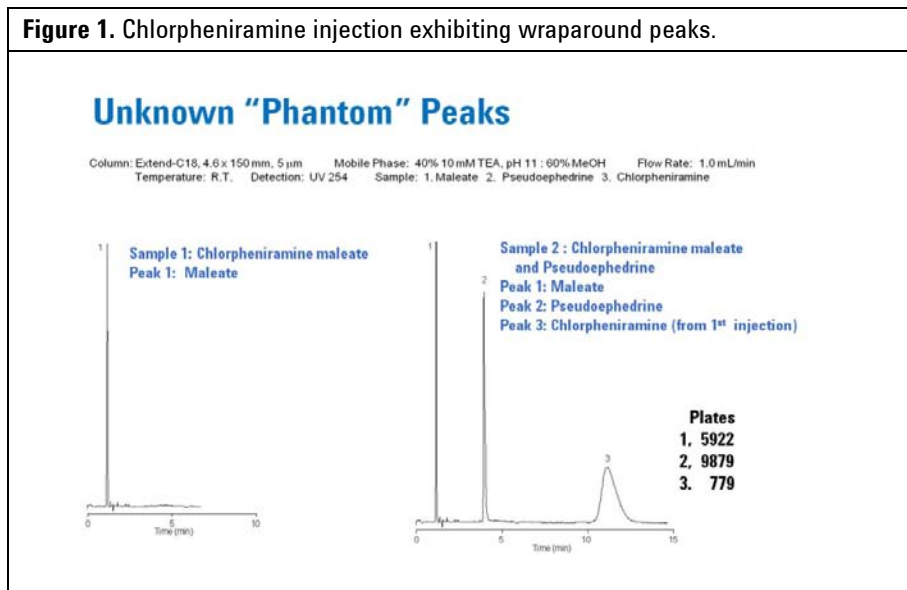 Figure 1. Chlorpheniramine injection exhibiting wraparound peaks.
Unknown “Phantom” Peaks
Column: Extend-C18, 4.6 x 150 mm, 5 µm Mobile Phase: 40% 10 mM TEA, pH 11 : 60% MeOH Flow Rate: 1.0 mL/min
Temperature: R.T. Detection: UV 254 Sample: 1. Maleate 2. Pseudoephedrine 3. Chlorpheniramine
1
Sample 1: Chlorpheniramine maleate
Peak 1: Maleate
0 5 10
Time (min)
1
2
3
Sample 2 : Chlorpheniramine maleate
and Pseudoephedrine
Peak 1: Maleate
Peak 2: Pseudoephedrine
Peak 3: Chlorpheniramine (from 1st injection)
Plates
1, 5922
2, 9879
3. 779
0 5 10 15
Time (min)